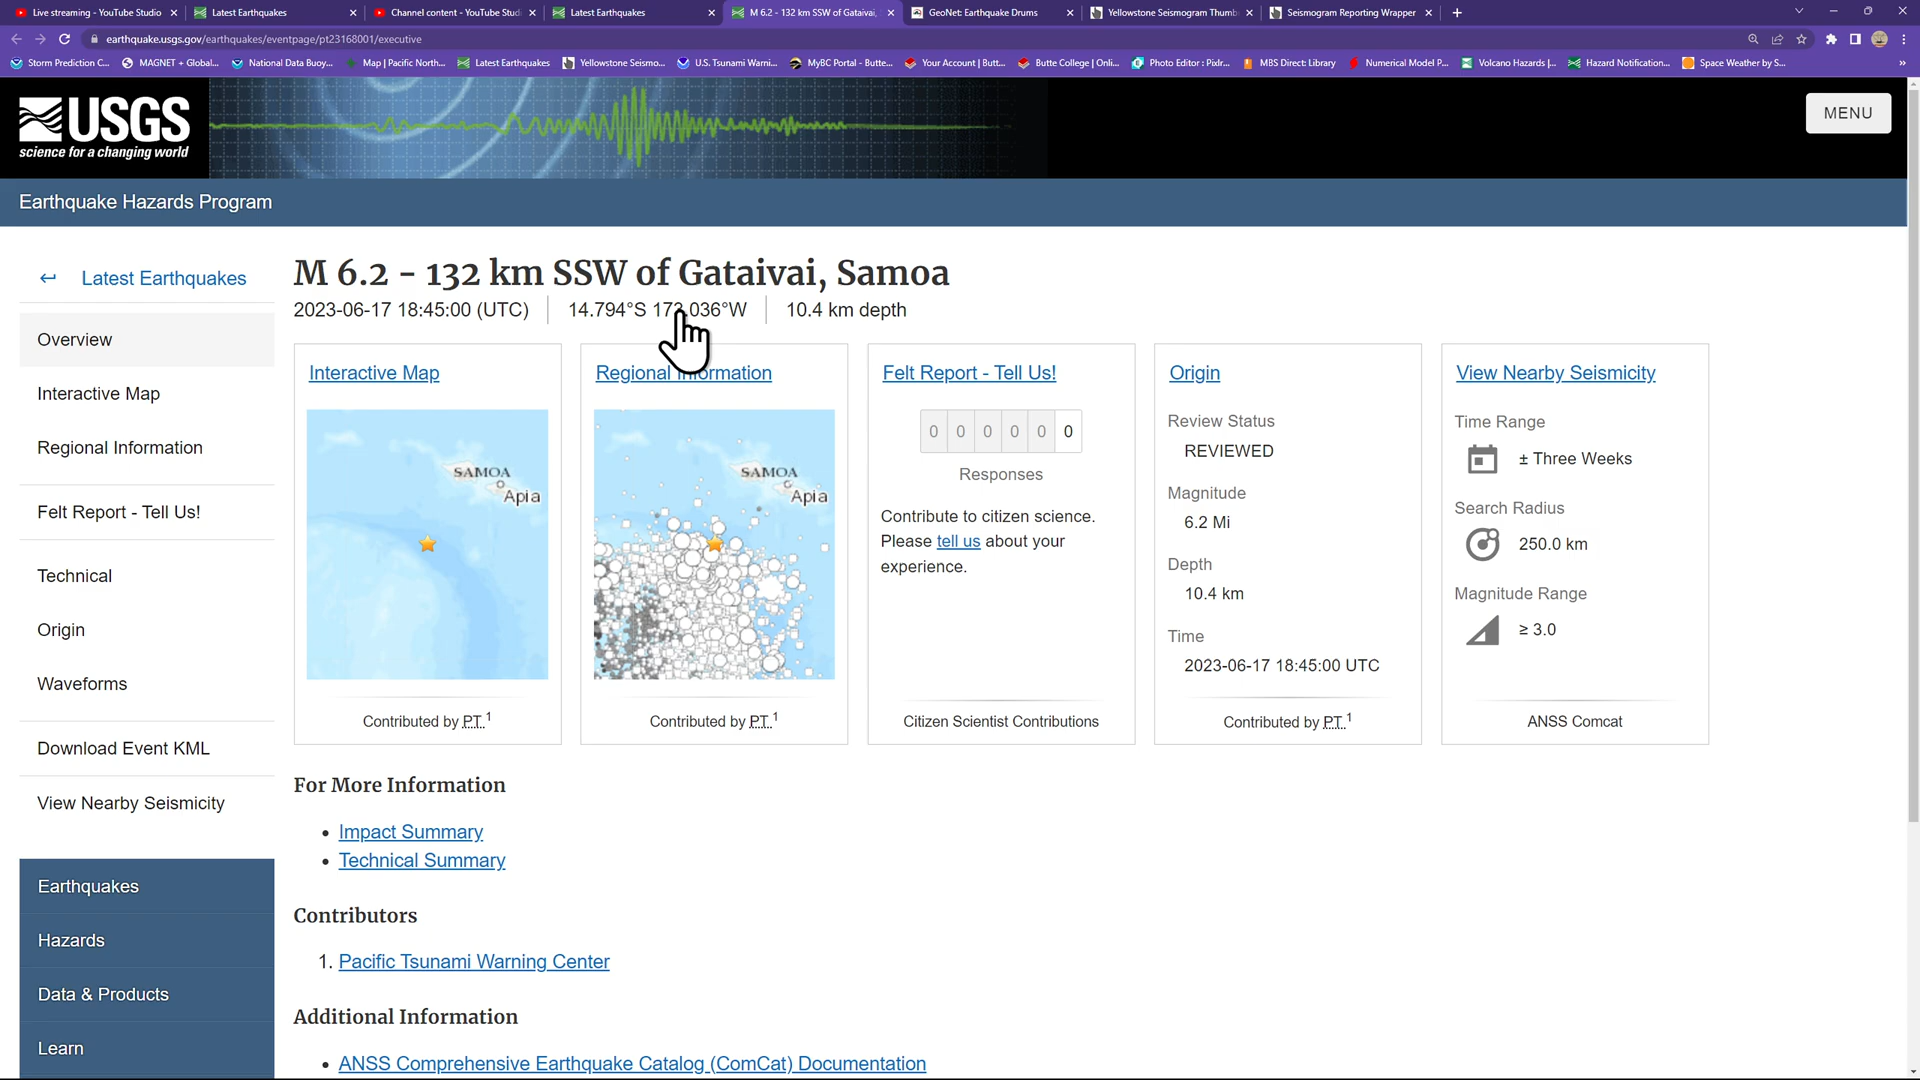 Live streaming - YouTube Studio
Latest Earthquakes
Channel content - YouTube Stud
Latest Earthquakes
M 6.2 - 132 km SSW of Gataivai,
GeoNet: Earthquake Drums
Yellowstone Seismogram Thumb
Seismogram Reporting Wrapper
earthquake.usgs.gov/earthquakes/eventpage/pt23168001/executive
Storm Prediction C...
MAGNET + Global...
National Data Buoy...
Map | Pacific North...
Latest Earthquakes
Yellowstone Seismo...
U.S. Tsunami Warni...
MyBC Portal - Butte...
Your Account | Butt...
Butte College | Onli...
Photo Editor : Pixlr...
MBS Direct Library
Numerical Model P...
Volcano Hazards |...
Hazard Notification...
Space Weather by S...
USGS
science for a changing world
MENU
Earthquake Hazards Program
Latest Earthquakes
Overview
Interactive Map
Regional Information
Felt Report - Tell Us!
Technical
Origin
Waveforms
Download Event KML
View Nearby Seismicity
Earthquakes
Hazards
Data & Products
Learn
M 6.2 - 132 km SSW of Gataivai, Samoa
2023-06-17 18:45:00 (UTC)
14.794°S 173.036°W
10.4 km depth
Interactive Map
SAMOA
Apia
Contributed by PT 1
Regional Information
SAMOA
Apia
Contributed by PT 1
Felt Report - Tell Us!
0 0 0 0 0 0
Responses
Contribute to citizen science.
Please tell us about your
experience.
Citizen Scientist Contributions
Origin
Review Status
REVIEWED
Magnitude
6.2 Mi
Depth
10.4 km
Time
2023-06-17 18:45:00 UTC
Contributed by PT 1
View Nearby Seismicity
Time Range
± Three Weeks
Search Radius
250.0 km
Magnitude Range
≥ 3.0
ANSS Comcat
For More Information
Impact Summary
Technical Summary
Contributors
1. Pacific Tsunami Warning Center
Additional Information
ANSS Comprehensive Earthquake Catalog (ComCat) Documentation